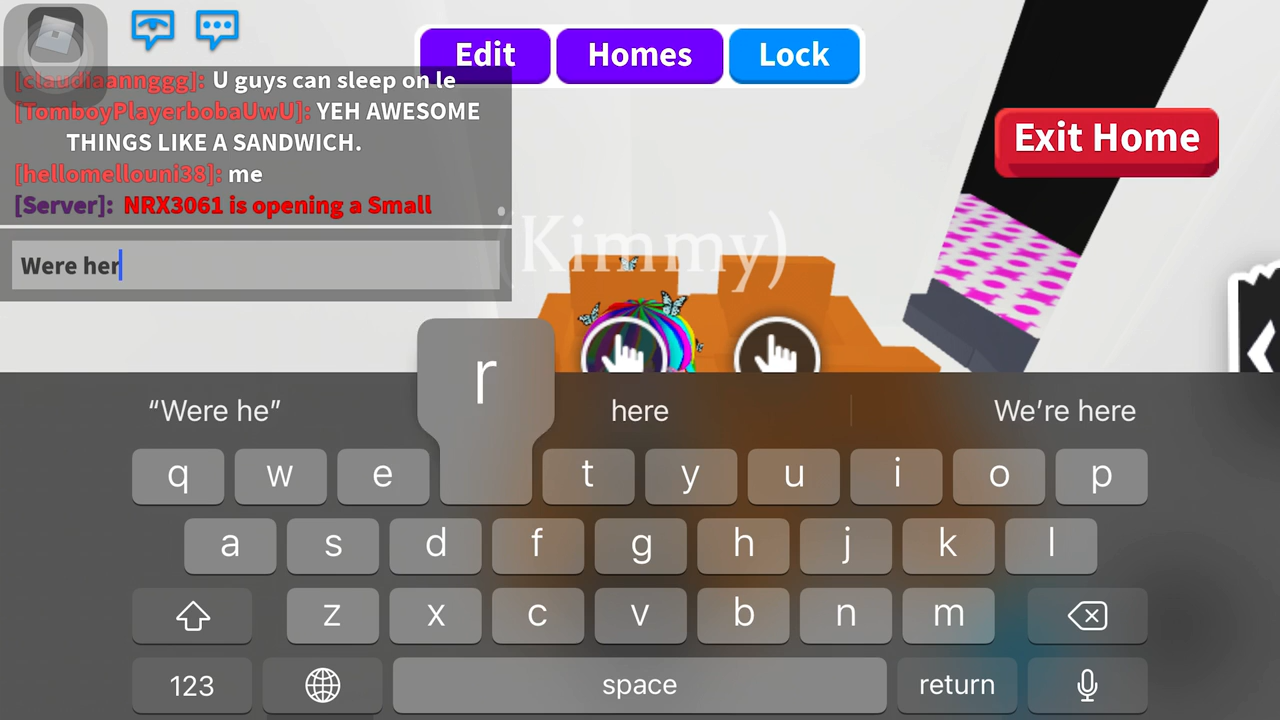 Edit Homes Lock
[claudiaannggg]: U guys can sleep on le
[TomboyPlayerbobaUwU]: YEH AWESOME
THINGS LIKE A SANDWICH.
[hellomellouni38]: me
[Server]: NRX3061 is opening a Small
Exit Home
(Kimmy)
Were her
r
“Were he” here We’re here
q w e t y u i o p
a s d f g h j k l
z x c v b n m
123 space return